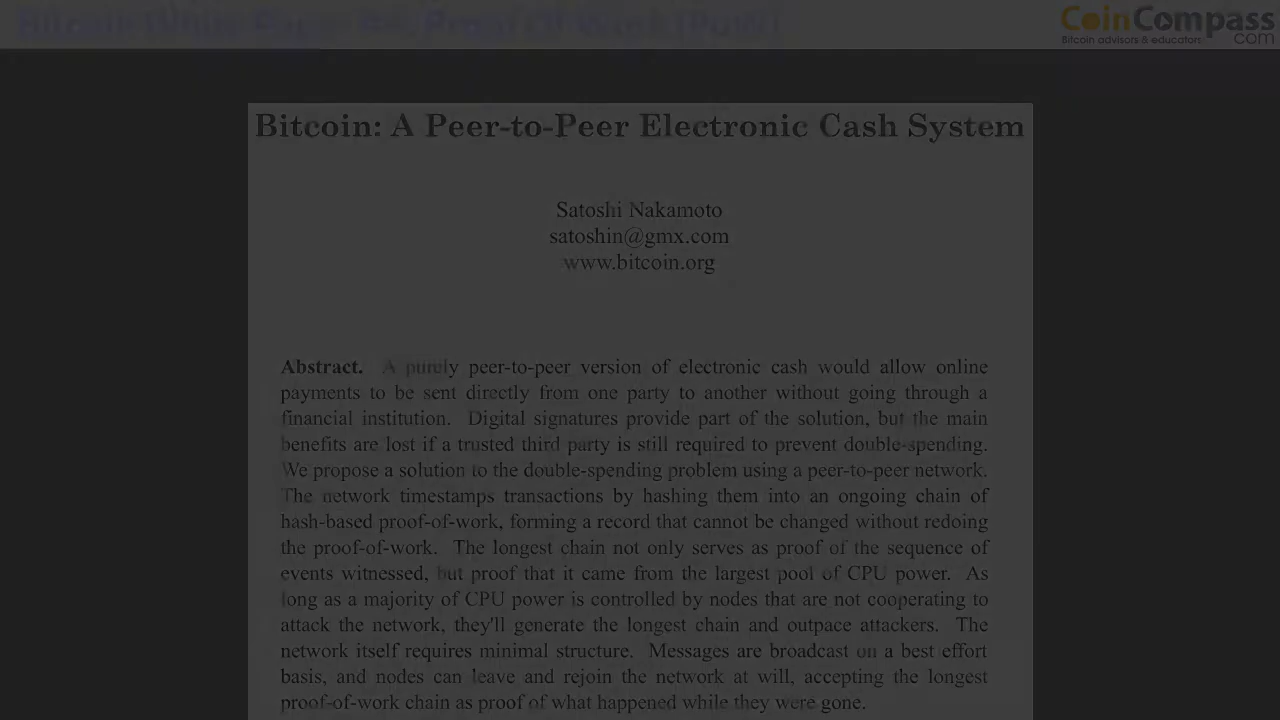 Bitcoin White Paper #4: Proof Of Work (PoW)
CoinCompass
Bitcoin advisors & educators
.com
Bitcoin: A Peer-to-Peer Electronic Cash System
Satoshi Nakamoto
satoshin@gmx.com
www.bitcoin.org
Abstract. A purely peer-to-peer version of electronic cash would allow online
payments to be sent directly from one party to another without going through a
financial institution. Digital signatures provide part of the solution, but the main
benefits are lost if a trusted third party is still required to prevent double-spending.
We propose a solution to the double-spending problem using a peer-to-peer network.
The network timestamps transactions by hashing them into an ongoing chain of
hash-based proof-of-work, forming a record that cannot be changed without redoing
the proof-of-work. The longest chain not only serves as proof of the sequence of
events witnessed, but proof that it came from the largest pool of CPU power. As
long as a majority of CPU power is controlled by nodes that are not cooperating to
attack the network, they'll generate the longest chain and outpace attackers. The
network itself requires minimal structure. Messages are broadcast on a best effort
basis, and nodes can leave and rejoin the network at will, accepting the longest
proof-of-work chain as proof of what happened while they were gone.